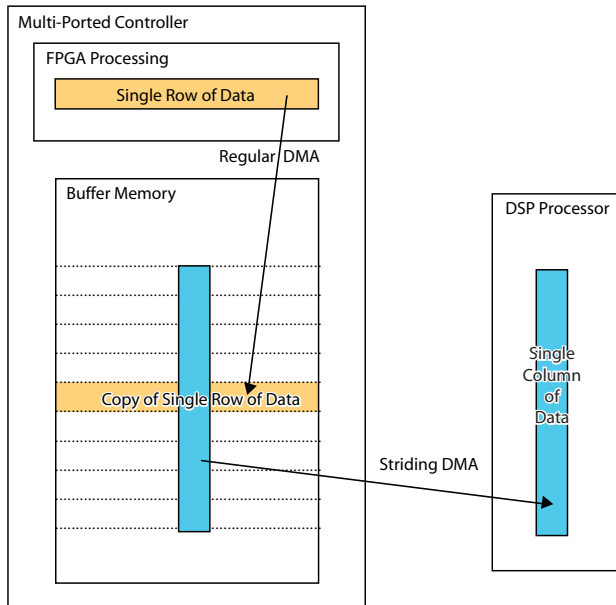 Multi-Ported Controller
FPGA Processing
Single Row of Data
Regular DMA
Buffer Memory
DSP Processor
Single
Column
of
Data
Copy of Single Row of Data
Striding DMA